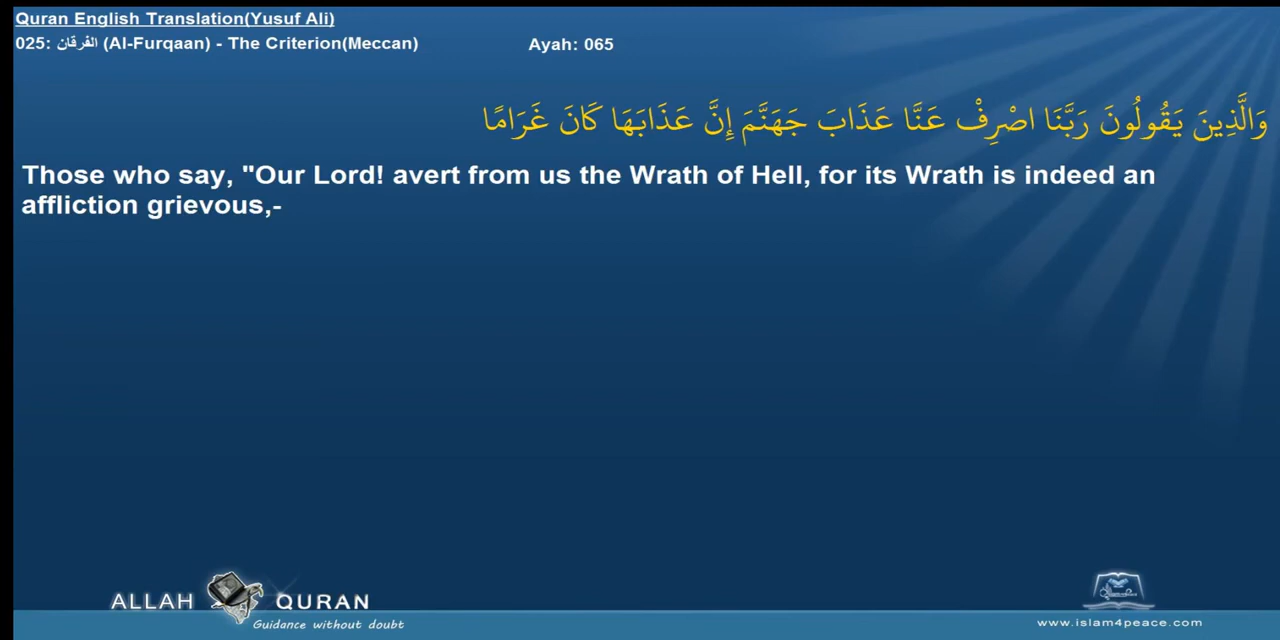 Quran English Translation(Yusuf Ali)
025: الفرقان (Al-Furqaan) - The Criterion(Meccan) Ayah: 065
وَالَّذِينَ يَقُولُونَ رَبَّنَا اصْرِفْ عَنَّا عَذَابَ جَهَنَّمَ إِنَّ عَذَابَهَا كَانَ غَرَامًا
Those who say, "Our Lord! avert from us the Wrath of Hell, for its Wrath is indeed an
affliction grievous,-
ALLAH QURAN
Guidance without doubt
www.islam4peace.com